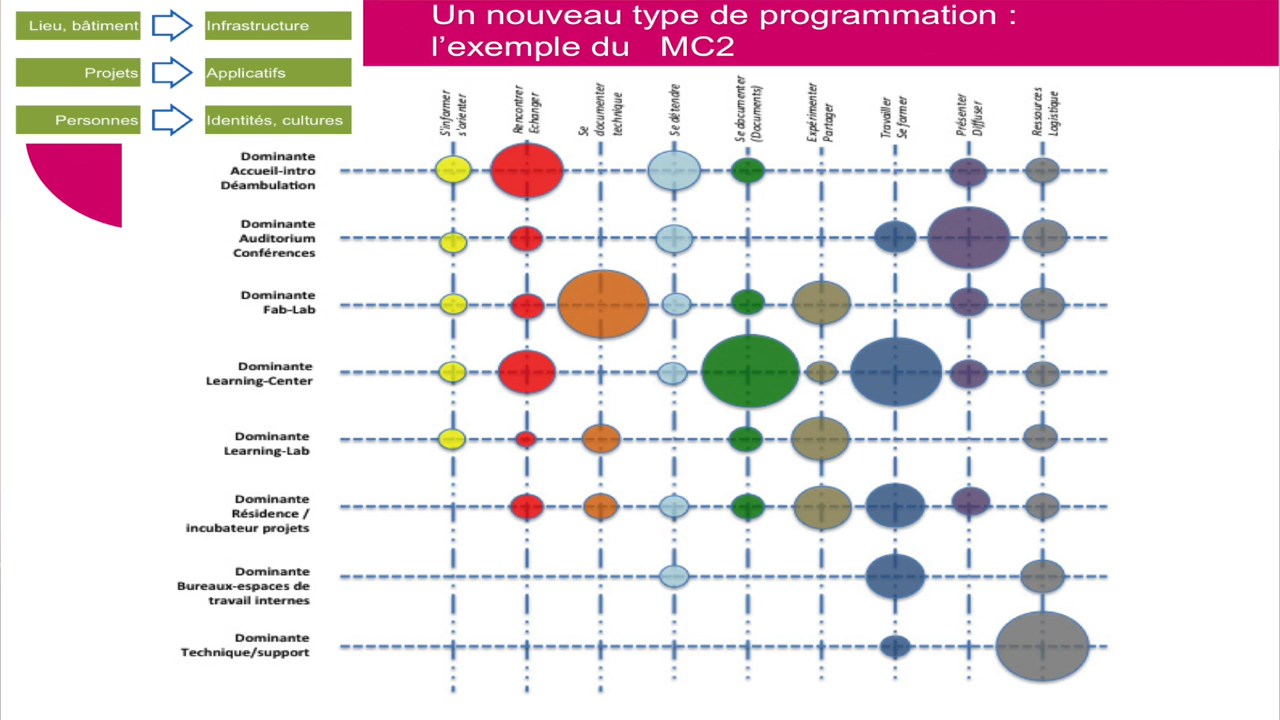 Lieu, bâtiment
Infrastructure
Projets
Applicatifs
Personnes
Identités, cultures
Un nouveau type de programmation :
l’exemple du MC2
S'informer
s'orienter
Rencontrer
Echanger
Se
documenter
technique
Se détendre
Se documenter
(Documents)
Expérimenter
Partager
Travailler
Se former
Présenter
Diffuser
Ressources
Logistique
Dominante
Accueil-intro
Déambulation
Dominante
Auditorium
Conférences
Dominante
Fab-Lab
Dominante
Learning-Center
Dominante
Learning-Lab
Dominante
Résidence /
incubateur projets
Dominante
Bureaux-espaces de
travail internes
Dominante
Technique/support